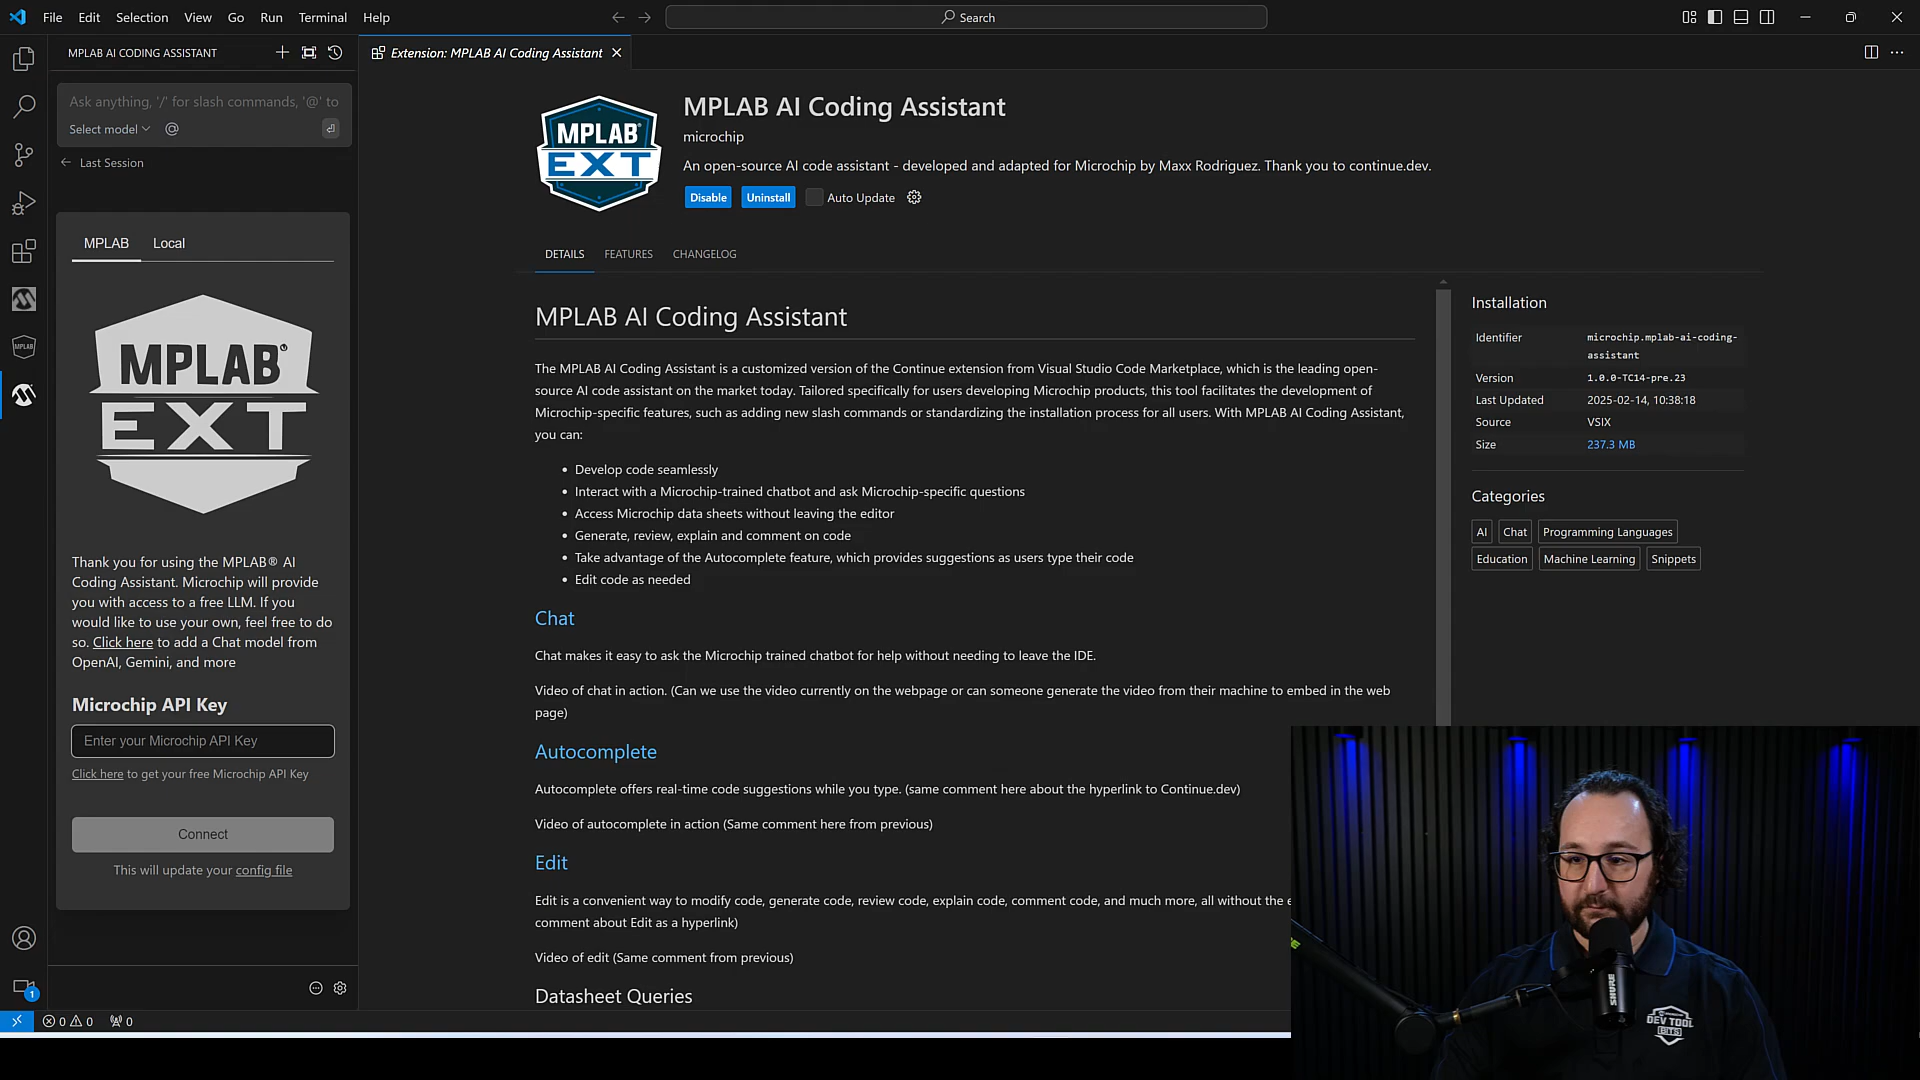 File Edit Selection View Go Run Terminal Help
Search
MPLAB AI CODING ASSISTANT
Ask anything, '/' for slash commands, '@' to
Select model
Last Session
MPLAB Local
MPLAB
EXT
Thank you for using the MPLAB® AI
Coding Assistant. Microchip will provide
you with access to a free LLM. If you
would like to use your own, feel free to do
so. Click here to add a Chat model from
OpenAI, Gemini, and more
Microchip API Key
Enter your Microchip API Key
Click here to get your free Microchip API Key
Connect
This will update your config file
Extension: MPLAB AI Coding Assistant
MPLAB
EXT
MPLAB AI Coding Assistant
microchip
An open-source AI code assistant - developed and adapted for Microchip by Maxx Rodriguez. Thank you to continue.dev.
Disable Uninstall Auto Update
DETAILS FEATURES CHANGELOG
MPLAB AI Coding Assistant
The MPLAB AI Coding Assistant is a customized version of the Continue extension from Visual Studio Code Marketplace, which is the leading open-
source AI code assistant on the market today. Tailored specifically for users developing Microchip products, this tool facilitates the development of
Microchip-specific features, such as adding new slash commands or standardizing the installation process for all users. With MPLAB AI Coding Assistant,
you can:
• Develop code seamlessly
• Interact with a Microchip-trained chatbot and ask Microchip-specific questions
• Access Microchip data sheets without leaving the editor
• Generate, review, explain and comment on code
• Take advantage of the Autocomplete feature, which provides suggestions as users type their code
• Edit code as needed
Chat
Chat makes it easy to ask the Microchip trained chatbot for help without needing to leave the IDE.
Video of chat in action. (Can we use the video currently on the webpage or can someone generate the video from their machine to embed in the web
page)
Autocomplete
Autocomplete offers real-time code suggestions while you type. (same comment here about the hyperlink to Continue.dev)
Video of autocomplete in action (Same comment here from previous)
Edit
Edit is a convenient way to modify code, generate code, review code, explain code, comment code, and much more, all without the e
comment about Edit as a hyperlink)
Video of edit (Same comment from previous)
Datasheet Queries
Installation
Identifier microchip.mplab-ai-coding-
assistant
Version 1.0.0-TC14-pre.23
Last Updated 2025-02-14, 10:38:18
Source VSIX
Size 237.3 MB
Categories
AI Chat Programming Languages
Education Machine Learning Snippets
MPLAB
1
0 0 0
SHURE
DEV TOOL
BITS